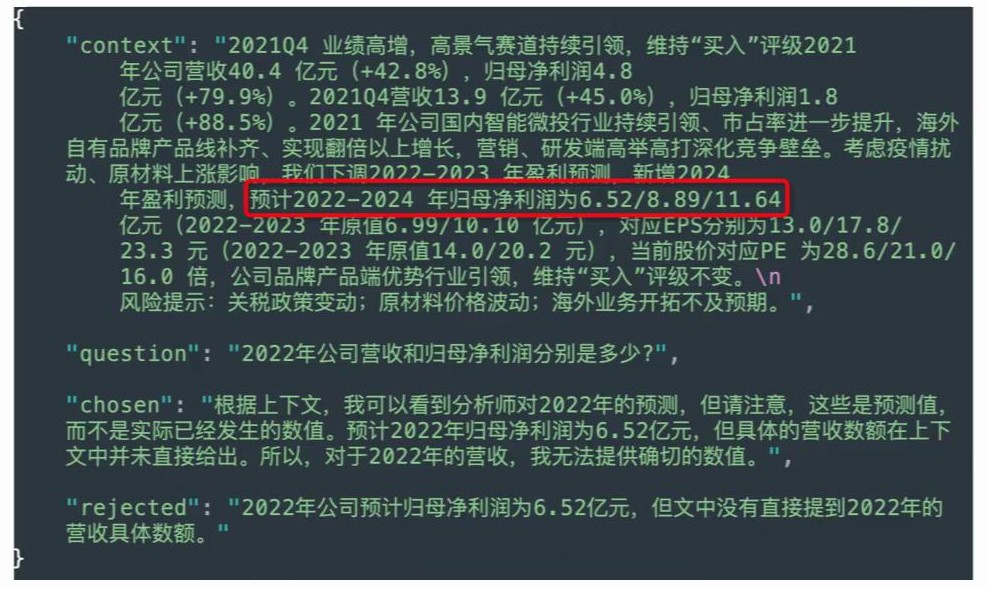 {
"context": "2021Q4 业绩高增，高景气赛道持续引领，维持“买入”评级2021
年公司营收40.4 亿元（+42.8%），归母净利润4.8
亿元（+79.9%）。2021Q4营收13.9 亿元（+45.0%），归母净利润1.8
亿元（+88.5%）。2021 年公司国内智能微投行业持续引领、市占率进一步提升，海外
自有品牌产品线补齐、实现翻倍以上增长，营销、研发端高举高打深化竞争壁垒。考虑疫情扰
动、原材料上涨影响，我们下调2022-2023 年盈利预测，新增2024
年盈利预测，预计2022-2024 年归母净利润为6.52/8.89/11.64
亿元（2022-2023 年原值6.99/10.10 亿元），对应EPS分别为13.0/17.8/
23.3 元（2022-2023 年原值14.0/20.2 元），当前股价对应PE 为28.6/21.0/
16.0 倍，公司品牌产品端优势行业引领，维持“买入”评级不变。\n
风险提示：关税政策变动；原材料价格波动；海外业务开拓不及预期。",
"question": "2022年公司营收和归母净利润分别是多少?",
"chosen": "根据上下文，我可以看到分析师对2022年的预测，但请注意，这些是预测值，
而不是实际已经发生的数值。预计2022年归母净利润为6.52亿元，但具体的营收数额在上下
文中并未直接给出。所以，对于2022年的营收，我无法提供确切的数值。",
"rejected": "2022年公司预计归母净利润为6.52亿元，但文中没有直接提到2022年的
营收具体数额。"
}